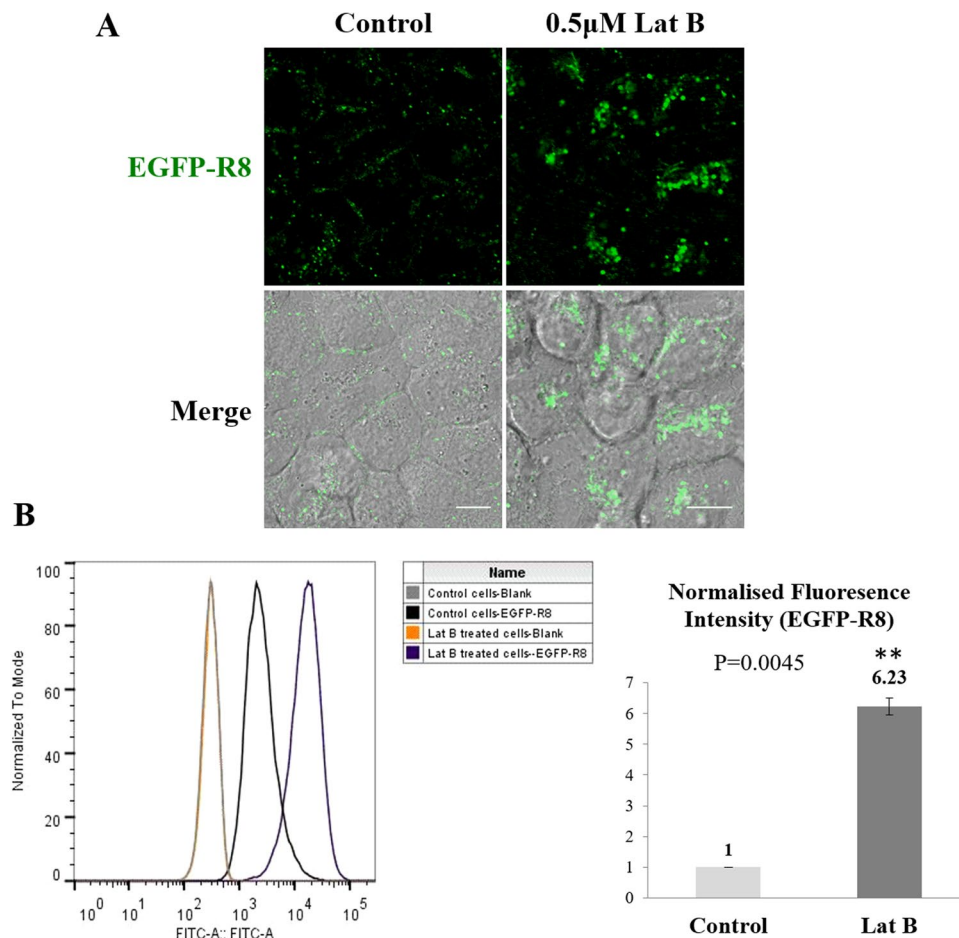 A
Control
0.5µM Lat B
EGFP-R8
Merge
B
100
80
60
40
20
0
Normalized To Mode
10^0 10^1 10^2 10^3 10^4 10^5
FITC-A:: FITC-A
Name
Control cells-Blank
Control cells-EGFP-R8
Lat B treated cells-Blank
Lat B treated cells--EGFP-R8
Normalised Fluoresence
Intensity (EGFP-R8)
P=0.0045
**
6.23
1
7
6
5
4
3
2
1
0
Control
Lat B